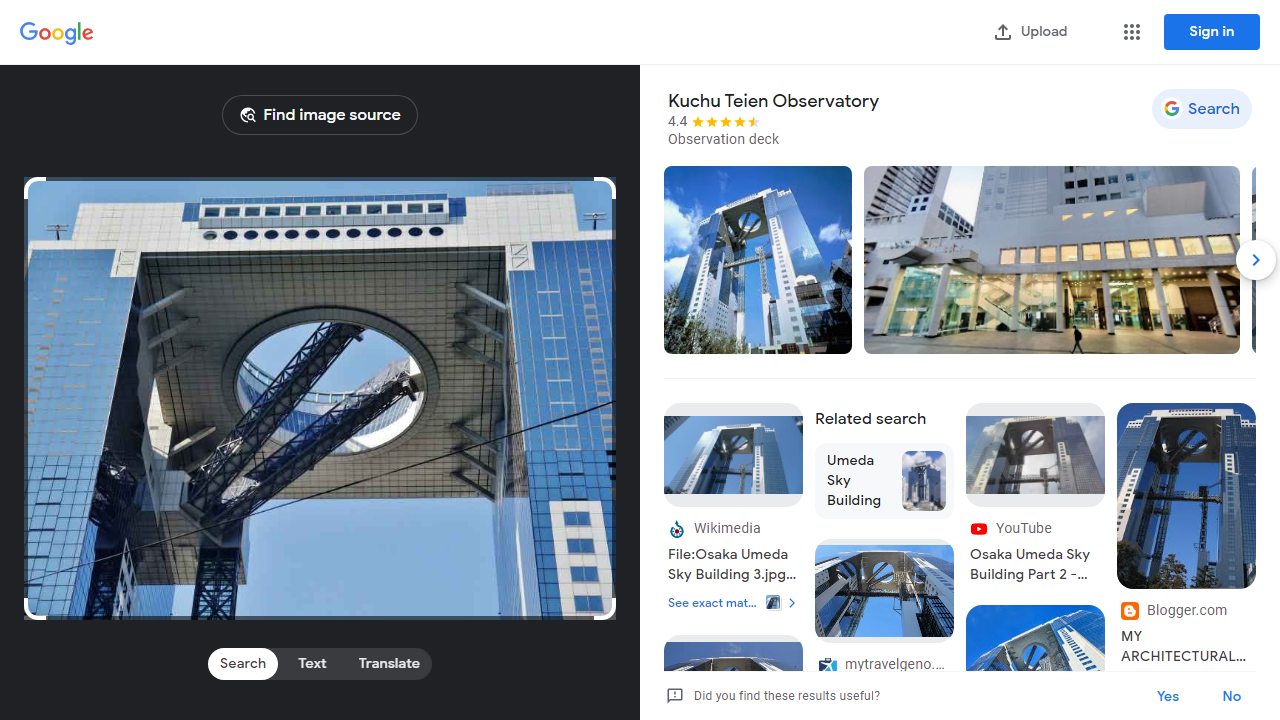 Google
Upload
Sign in
Find image source
Search
Text
Translate
Kuchu Teien Observatory
4.4
Observation deck
Search
Wikimedia
File:Osaka Umeda
Sky Building 3.jpg...
See exact mat...
Related search
Umeda
Sky
Building
mytravelgeno....
YouTube
Osaka Umeda Sky
Building Part 2 -...
Blogger.com
MY
ARCHITECTURAL...
Did you find these results useful?
Yes
No